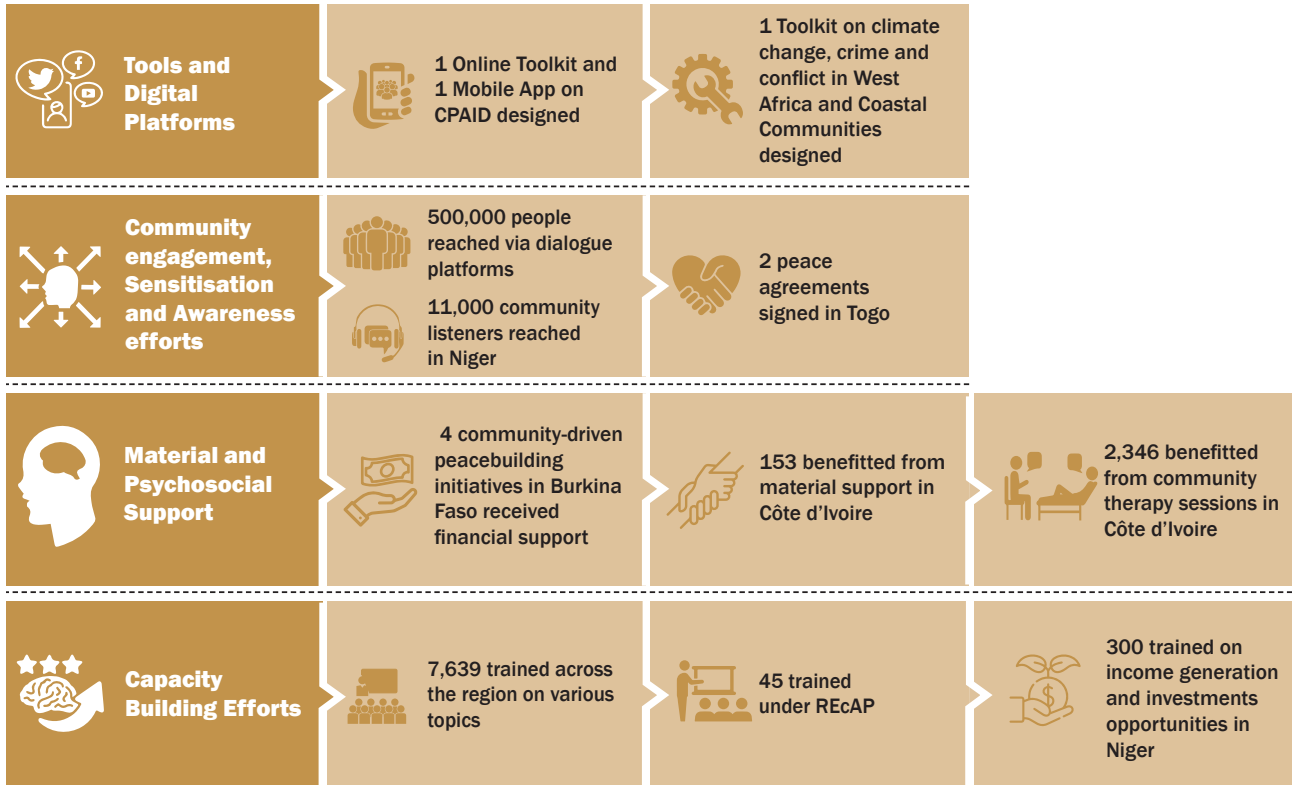 Tools and
Digital
Platforms
1 Online Toolkit and
1 Mobile App on
CPAID designed
1 Toolkit on climate
change, crime and
conflict in West
Africa and Coastal
Communities
designed
Community
engagement,
Sensitisation
and Awareness
efforts
500,000 people
reached via dialogue
platforms
11,000 community
listeners reached
in Niger
2 peace
agreements
signed in Togo
Material and
Psychosocial
Support
4 community-driven
peacebuilding
initiatives in Burkina
Faso received
financial support
153 benefitted from
material support in
Côte d’Ivoire
2,346 benefitted
from community
therapy sessions in
Côte d’Ivoire
Capacity
Building Efforts
7,639 trained across
the region on various
topics
45 trained
under REcAP
300 trained on
income generation
and investments
opportunities in
Niger